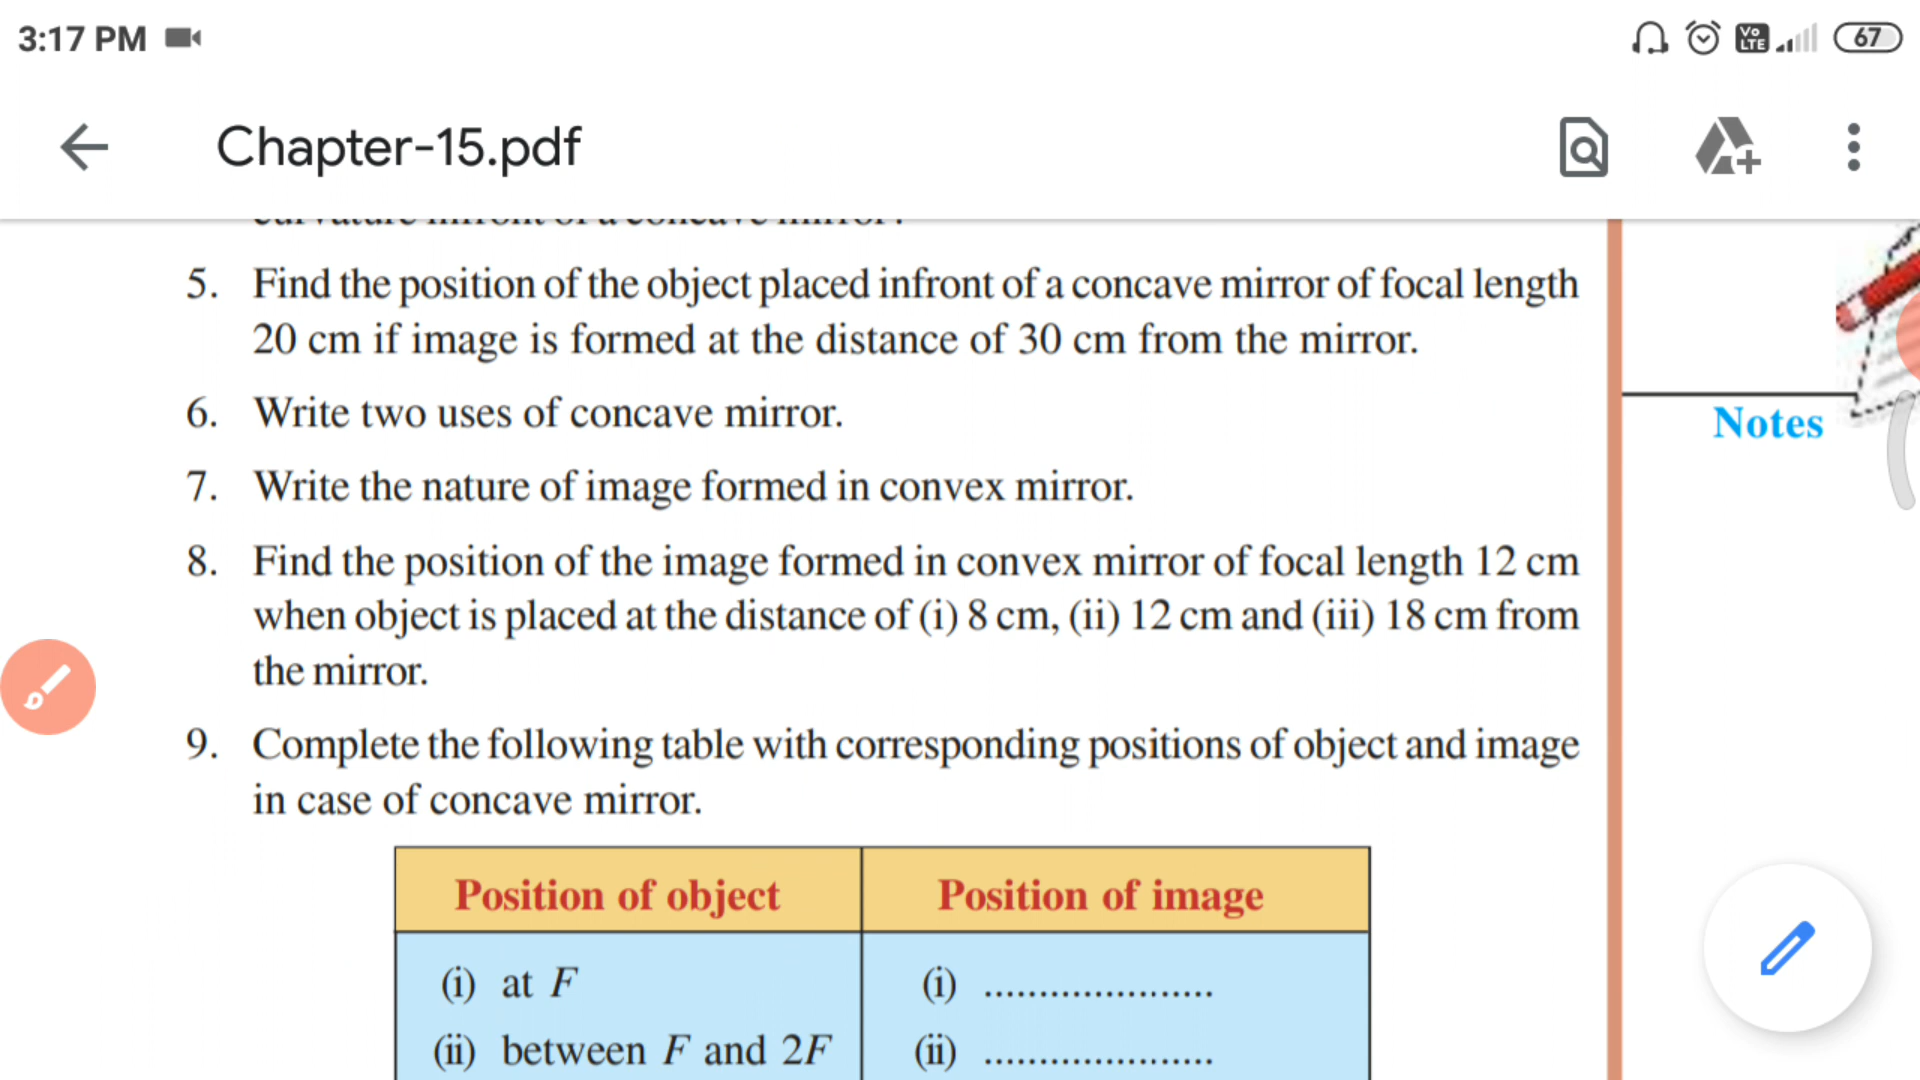 3:17 PM
Vo LTE
67
Chapter-15.pdf
5. Find the position of the object placed infront of a concave mirror of focal length
20 cm if image is formed at the distance of 30 cm from the mirror.
6. Write two uses of concave mirror.
7. Write the nature of image formed in convex mirror.
8. Find the position of the image formed in convex mirror of focal length 12 cm
when object is placed at the distance of (i) 8 cm, (ii) 12 cm and (iii) 18 cm from
the mirror.
9. Complete the following table with corresponding positions of object and image
in case of concave mirror.
Position of object Position of image
(i) at F (i) .....................
(ii) between F and 2F (ii) .....................
Notes